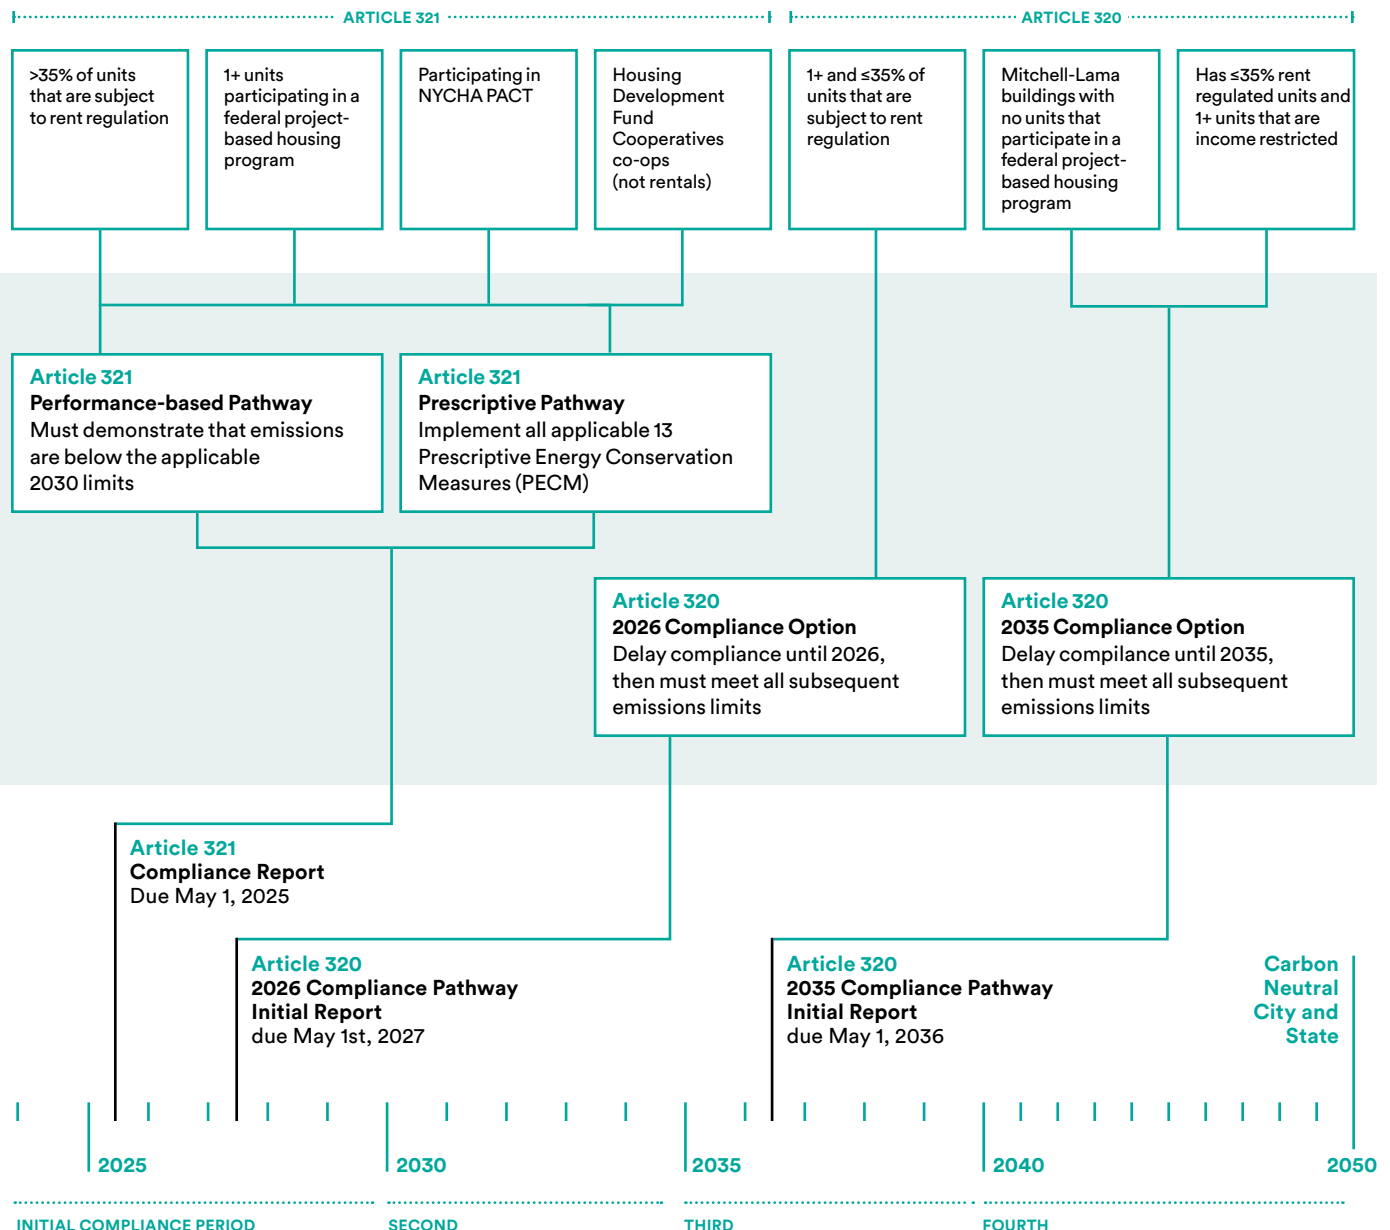 ARTICLE 321
ARTICLE 320
>35% of units
that are subject
to rent regulation
1+ units
participating in a
federal project-
based housing
program
Participating in
NYCHA PACT
Housing
Development
Fund
Cooperatives
co-ops
(not rentals)
1+ and ≤35% of
units that are
subject to rent
regulation
Mitchell-Lama
buildings with
no units that
participate in a
federal project-
based housing
program
Has ≤35% rent
regulated units and
1+ units that are
income restricted
Article 321
Performance-based Pathway
Must demonstrate that emissions
are below the applicable
2030 limits
Article 321
Prescriptive Pathway
Implement all applicable 13
Prescriptive Energy Conservation
Measures (PECM)
Article 320
2026 Compliance Option
Delay compliance until 2026,
then must meet all subsequent
emissions limits
Article 320
2035 Compliance Option
Delay compilance until 2035,
then must meet all subsequent
emissions limits
Article 321
Compliance Report
Due May 1, 2025
Article 320
2026 Compliance Pathway
Initial Report
due May 1st, 2027
Article 320
2035 Compliance Pathway
Initial Report
due May 1, 2036
Carbon
Neutral
City and
State
2025
2030
2035
2040
2050
INITIAL COMPLIANCE PERIOD
SECOND
THIRD
FOURTH